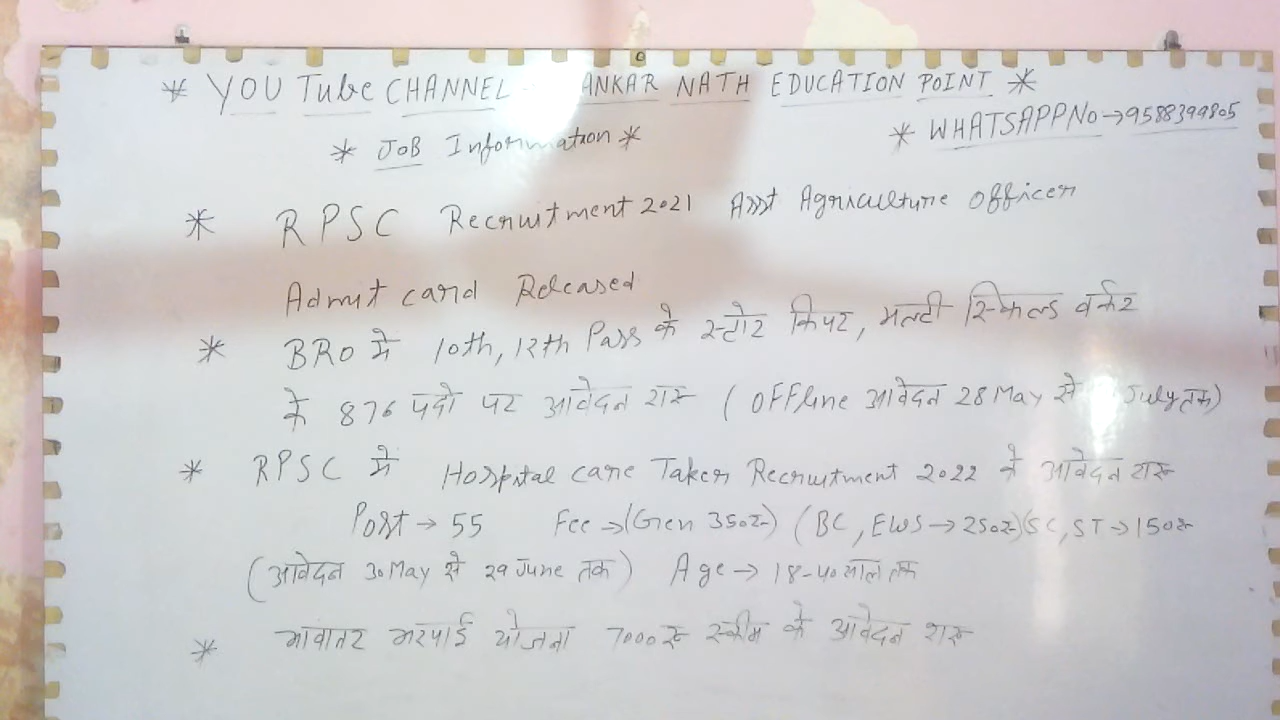 * YOU Tube CHANNEL ANKAR NATH EDUCATION POINT *
* JOB Information *
* WHATSAPP No→9588399805
* RPSC Recruitment 2021 Asst Agriculture Officer
Admit card Released
* BRO में 10th, 12th Pass के स्टोर किपर, मल्टी स्किल्ड वर्कर
के 876 पदो पर आवेदन शुरू ( OFFline आवेदन 28 May से July तक)
* RPSC में Hospital care Taker Recruitment 2022 के आवेदन शुरू
Post → 55 Fee →(Gen 350रु) (BC, EWS → 250रु)(SC, ST → 150रु
(आवेदन 30 May से 29 June तक) Age → 18-40 साल तक
* भावांतर भरपाई योजना 7000 रु स्कीम के आवेदन शुरू